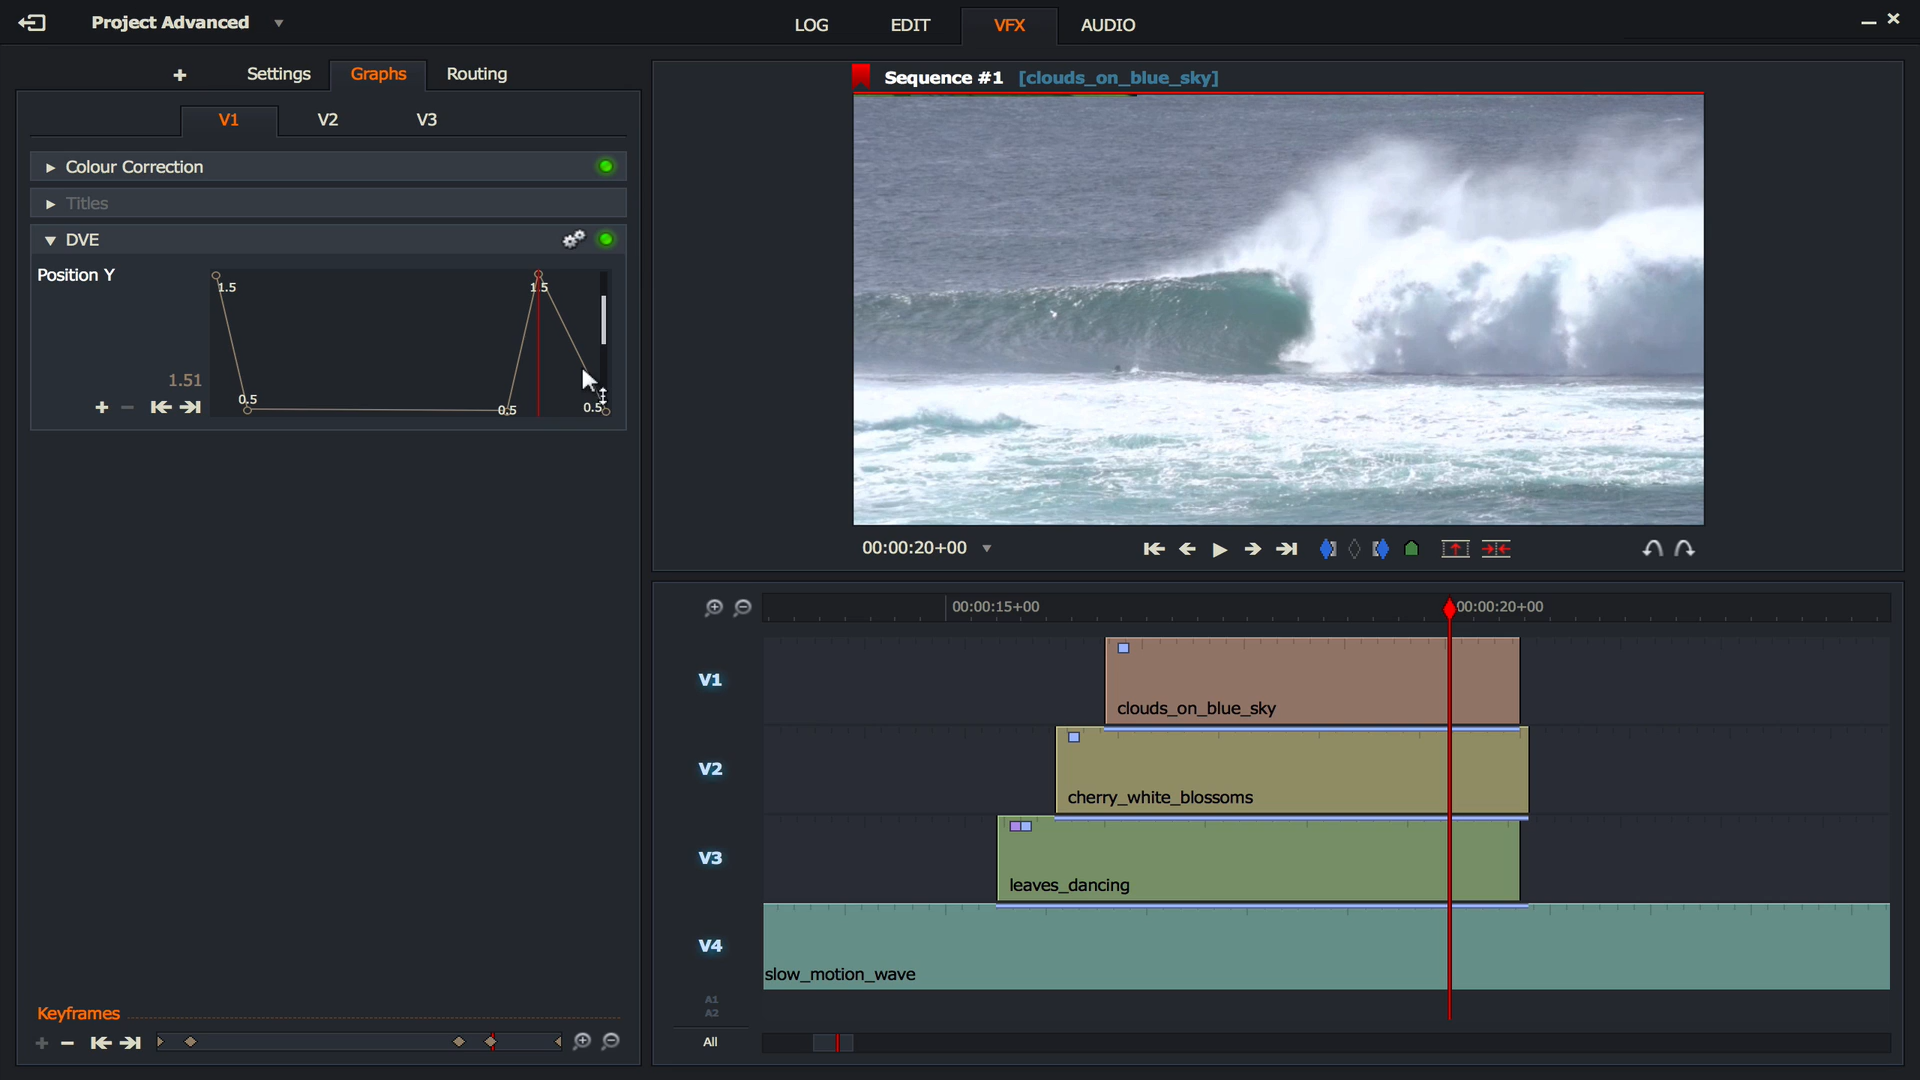 Project Advanced
LOG EDIT VFX AUDIO
Settings Graphs Routing
V1 V2 V3
Colour Correction
Titles
DVE
Position Y
1.5
1.5
1.51
0.5
0.5
0.5
Keyframes
Sequence #1 [clouds_on_blue_sky]
00:00:20+00
00:00:15+00 00:00:20+00
V1
clouds_on_blue_sky
V2
cherry_white_blossoms
V3
leaves_dancing
V4
slow_motion_wave
A1
A2
All